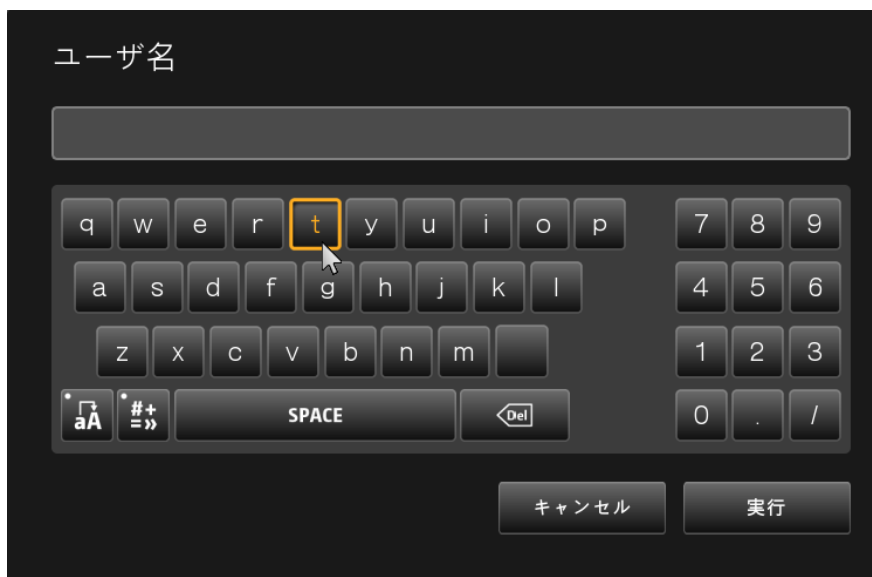 ユーザ名
q w e r t y u i o p 7 8 9
a s d f g h j k l 4 5 6
z x c v b n m 1 2 3
aA #+=» SPACE Del 0 . /
キャンセル 実行